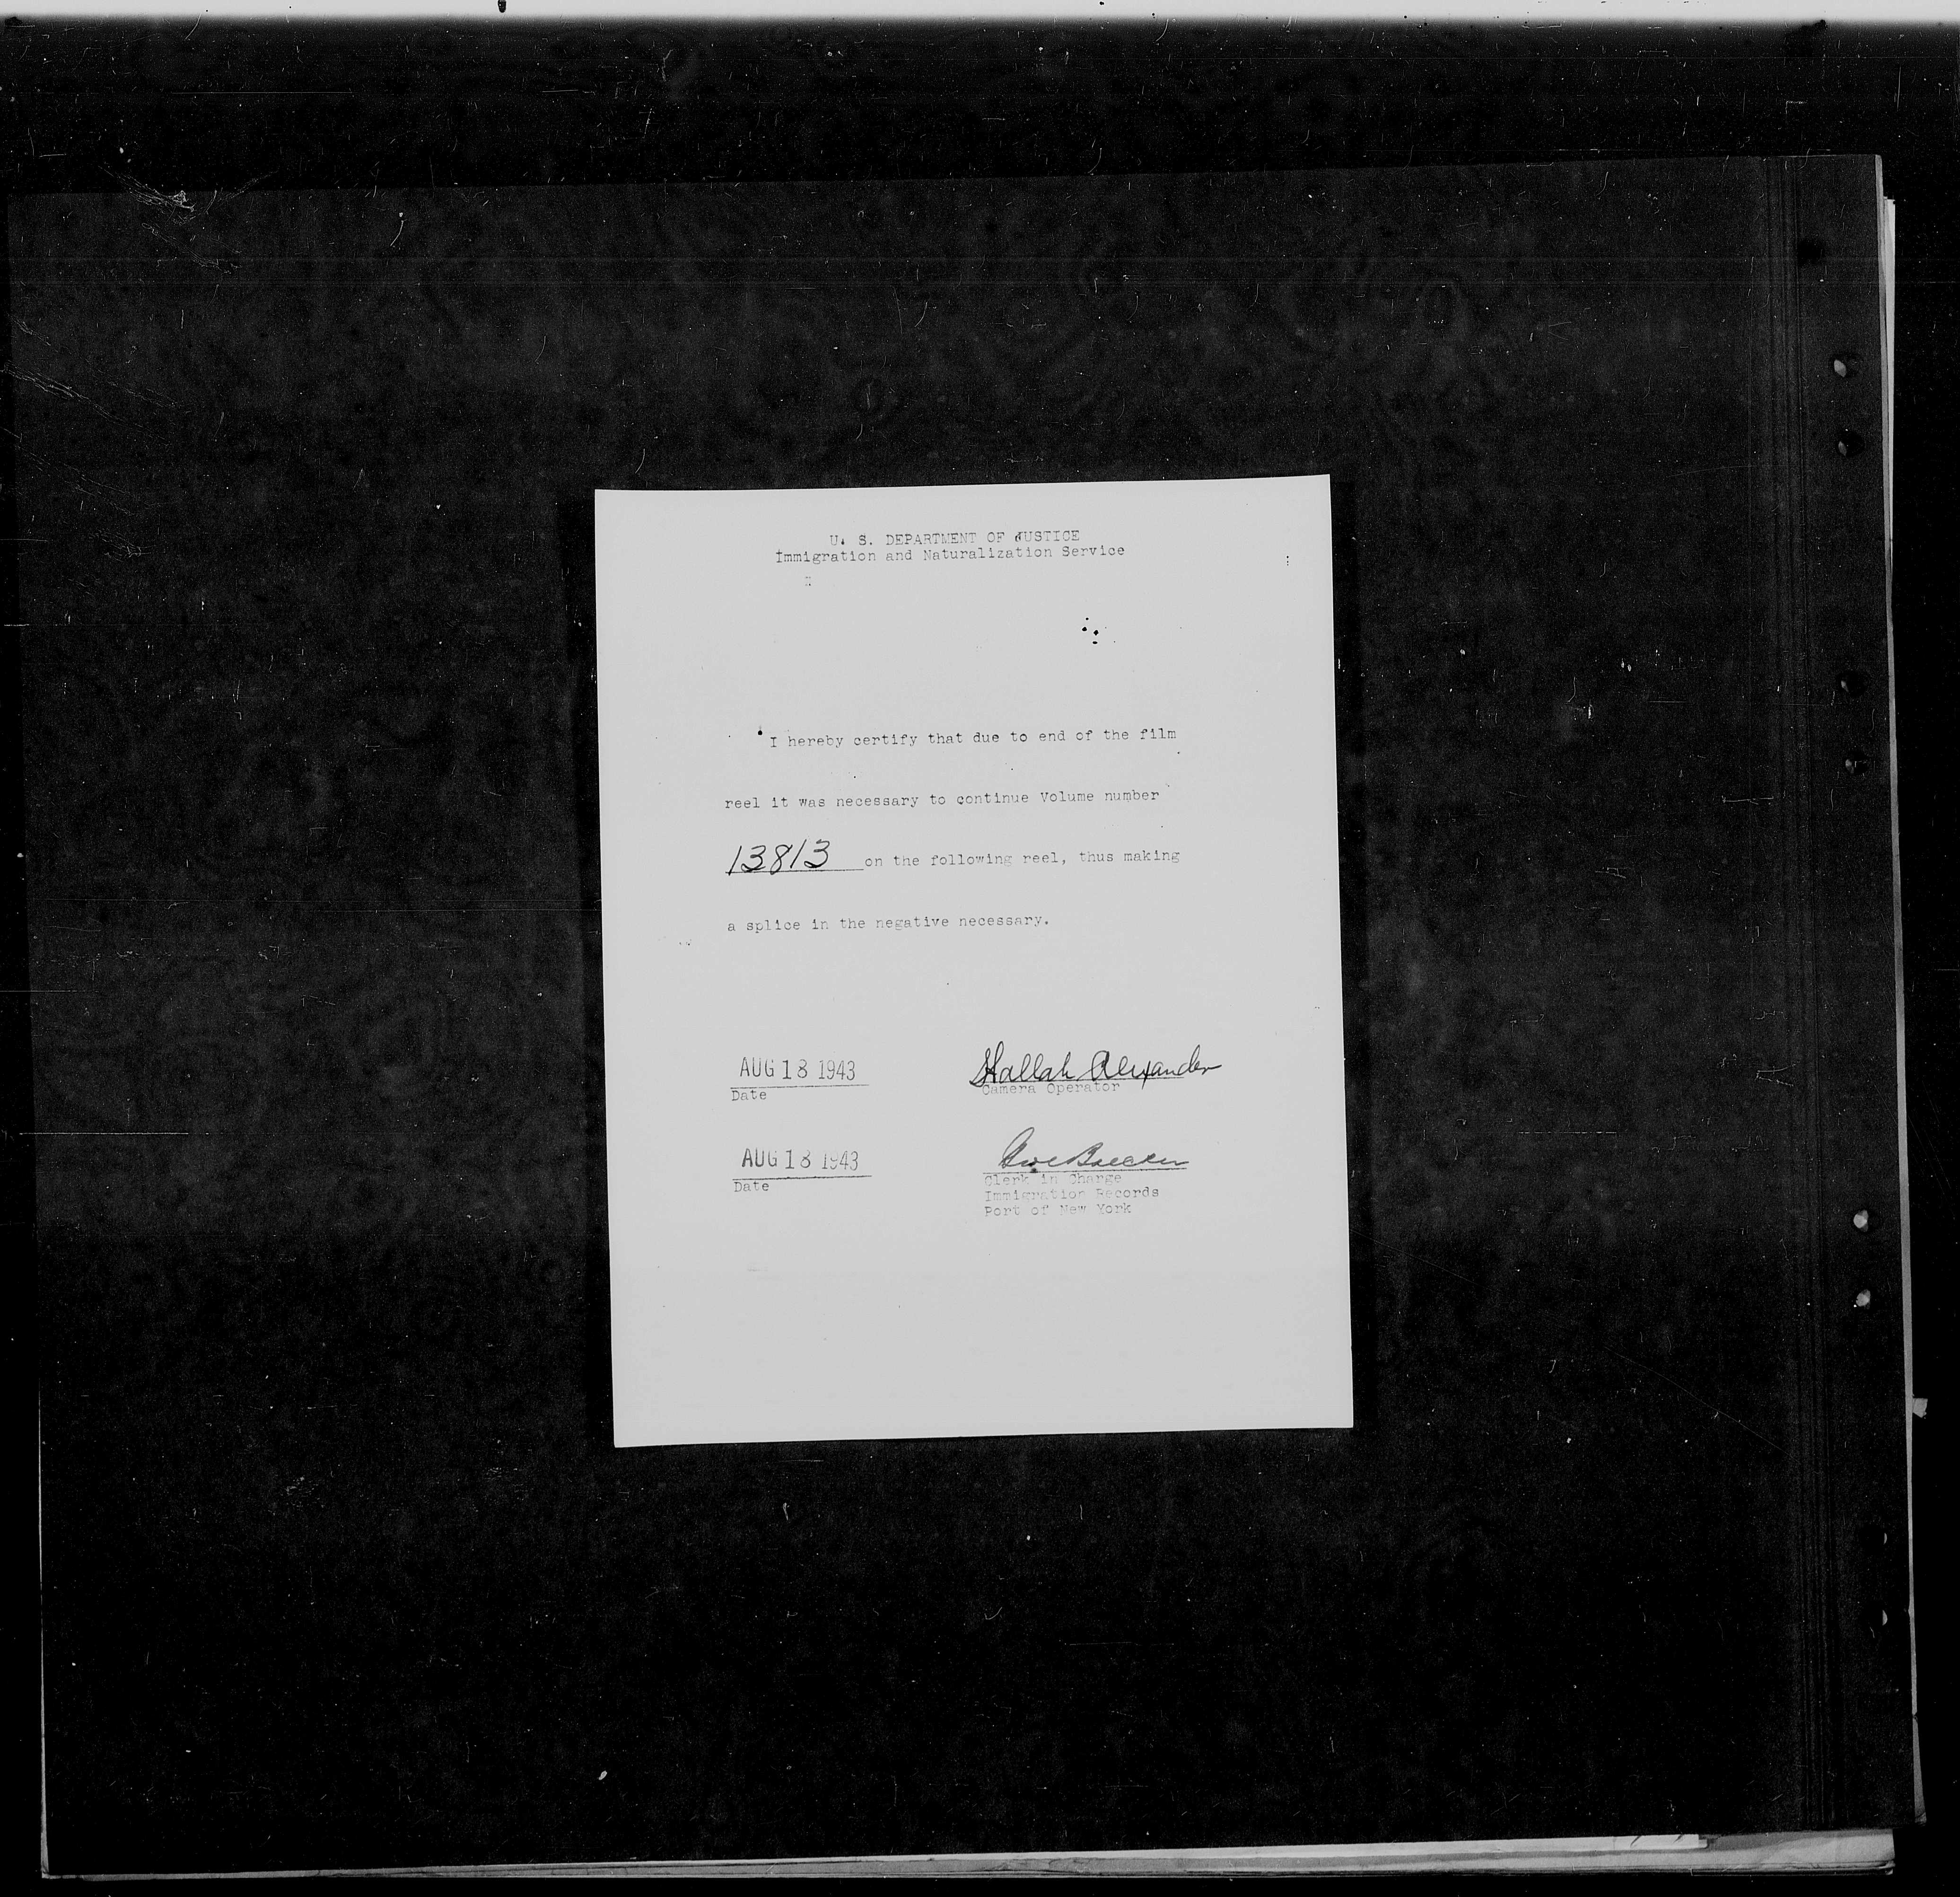 U. S. DEPARTMENT OF JUSTICE
Immigration and Naturalization Service
I hereby certify that due to end of the film
reel it was necessary to continue Volume number
13813 on the following reel, thus making
a splice in the negative necessary.
AUG 18 1943
Date
Alexander
Camera Operator
AUG 18 1943
Date
Clerk in Charge
Immigration Records
Port of New York